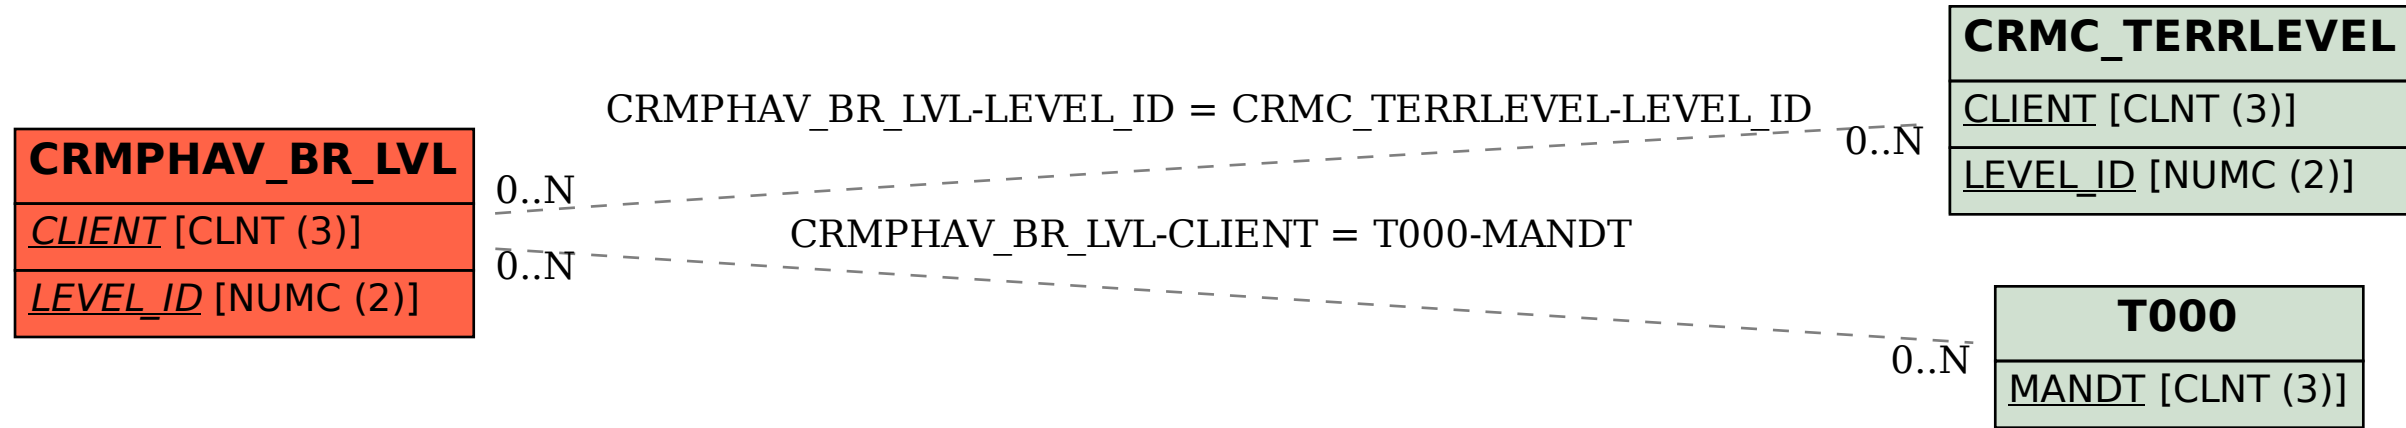 CRMPHAV_BR_LVL
CLIENT [CLNT (3)]
LEVEL_ID [NUMC (2)]
CRMPHAV_BR_LVL-LEVEL_ID = CRMC_TERRLEVEL-LEVEL_ID
0..N
0..N
CRMPHAV_BR_LVL-CLIENT = T000-MANDT
0..N
0..N
CRMC_TERRLEVEL
CLIENT [CLNT (3)]
LEVEL_ID [NUMC (2)]
T000
MANDT [CLNT (3)]